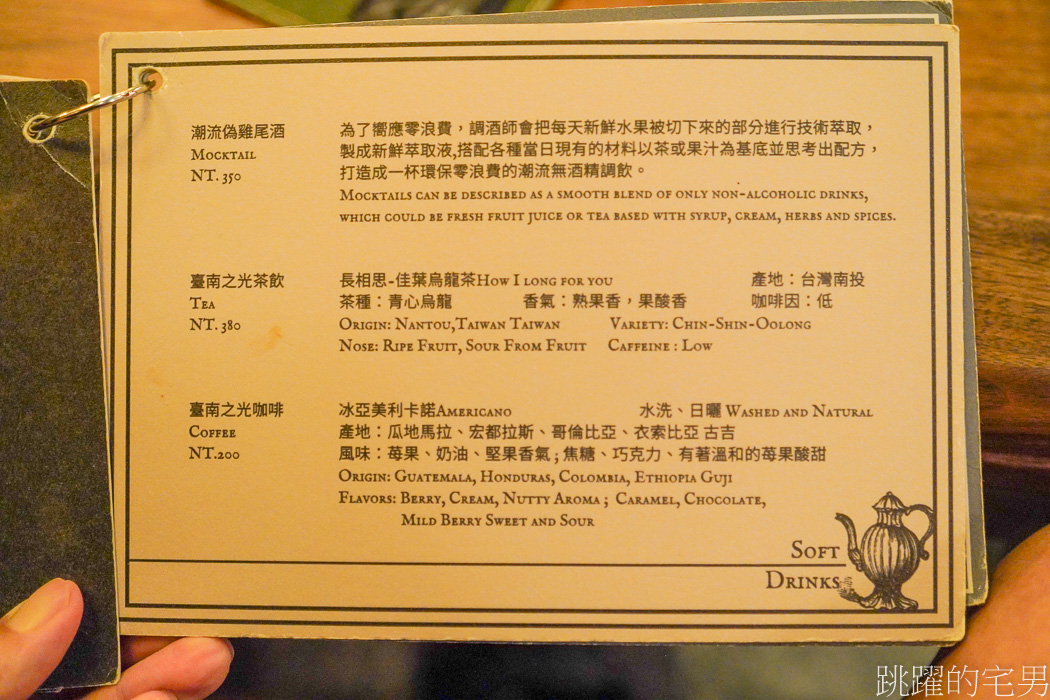 潮流偽雞尾酒
Mocktail
NT. 350
為了嚮應零浪費，調酒師會把每天新鮮水果被切下來的部分進行技術萃取，
製成新鮮萃取液,搭配各種當日現有的材料以茶或果汁為基底並思考出配方，
打造成一杯環保零浪費的潮流無酒精調飲。
Mocktails can be described as a smooth blend of only non-alcoholic drinks,
which could be fresh fruit juice or tea based with syrup, cream, herbs and spices.
臺南之光茶飲
Tea
NT. 380
長相思-佳葉烏龍茶How I long for you 產地：台灣南投
茶種：青心烏龍 香氣：熟果香，果酸香 咖啡因：低
Origin: Nantou,Taiwan Taiwan Variety: Chin-Shin-Oolong
Nose: Ripe Fruit, Sour From Fruit Caffeine : Low
臺南之光咖啡
Coffee
NT.200
冰亞美利卡諾Americano 水洗、日曬 Washed and Natural
產地：瓜地馬拉、宏都拉斯、哥倫比亞、衣索比亞 古吉
風味：莓果、奶油、堅果香氣 ; 焦糖、巧克力、有著溫和的莓果酸甜
Origin: Guatemala, Honduras, Colombia, Ethiopia Guji
Flavors: Berry, Cream, Nutty Aroma ; Caramel, Chocolate,
Mild Berry Sweet and Sour
Soft
Drinks
跳躍的宅男